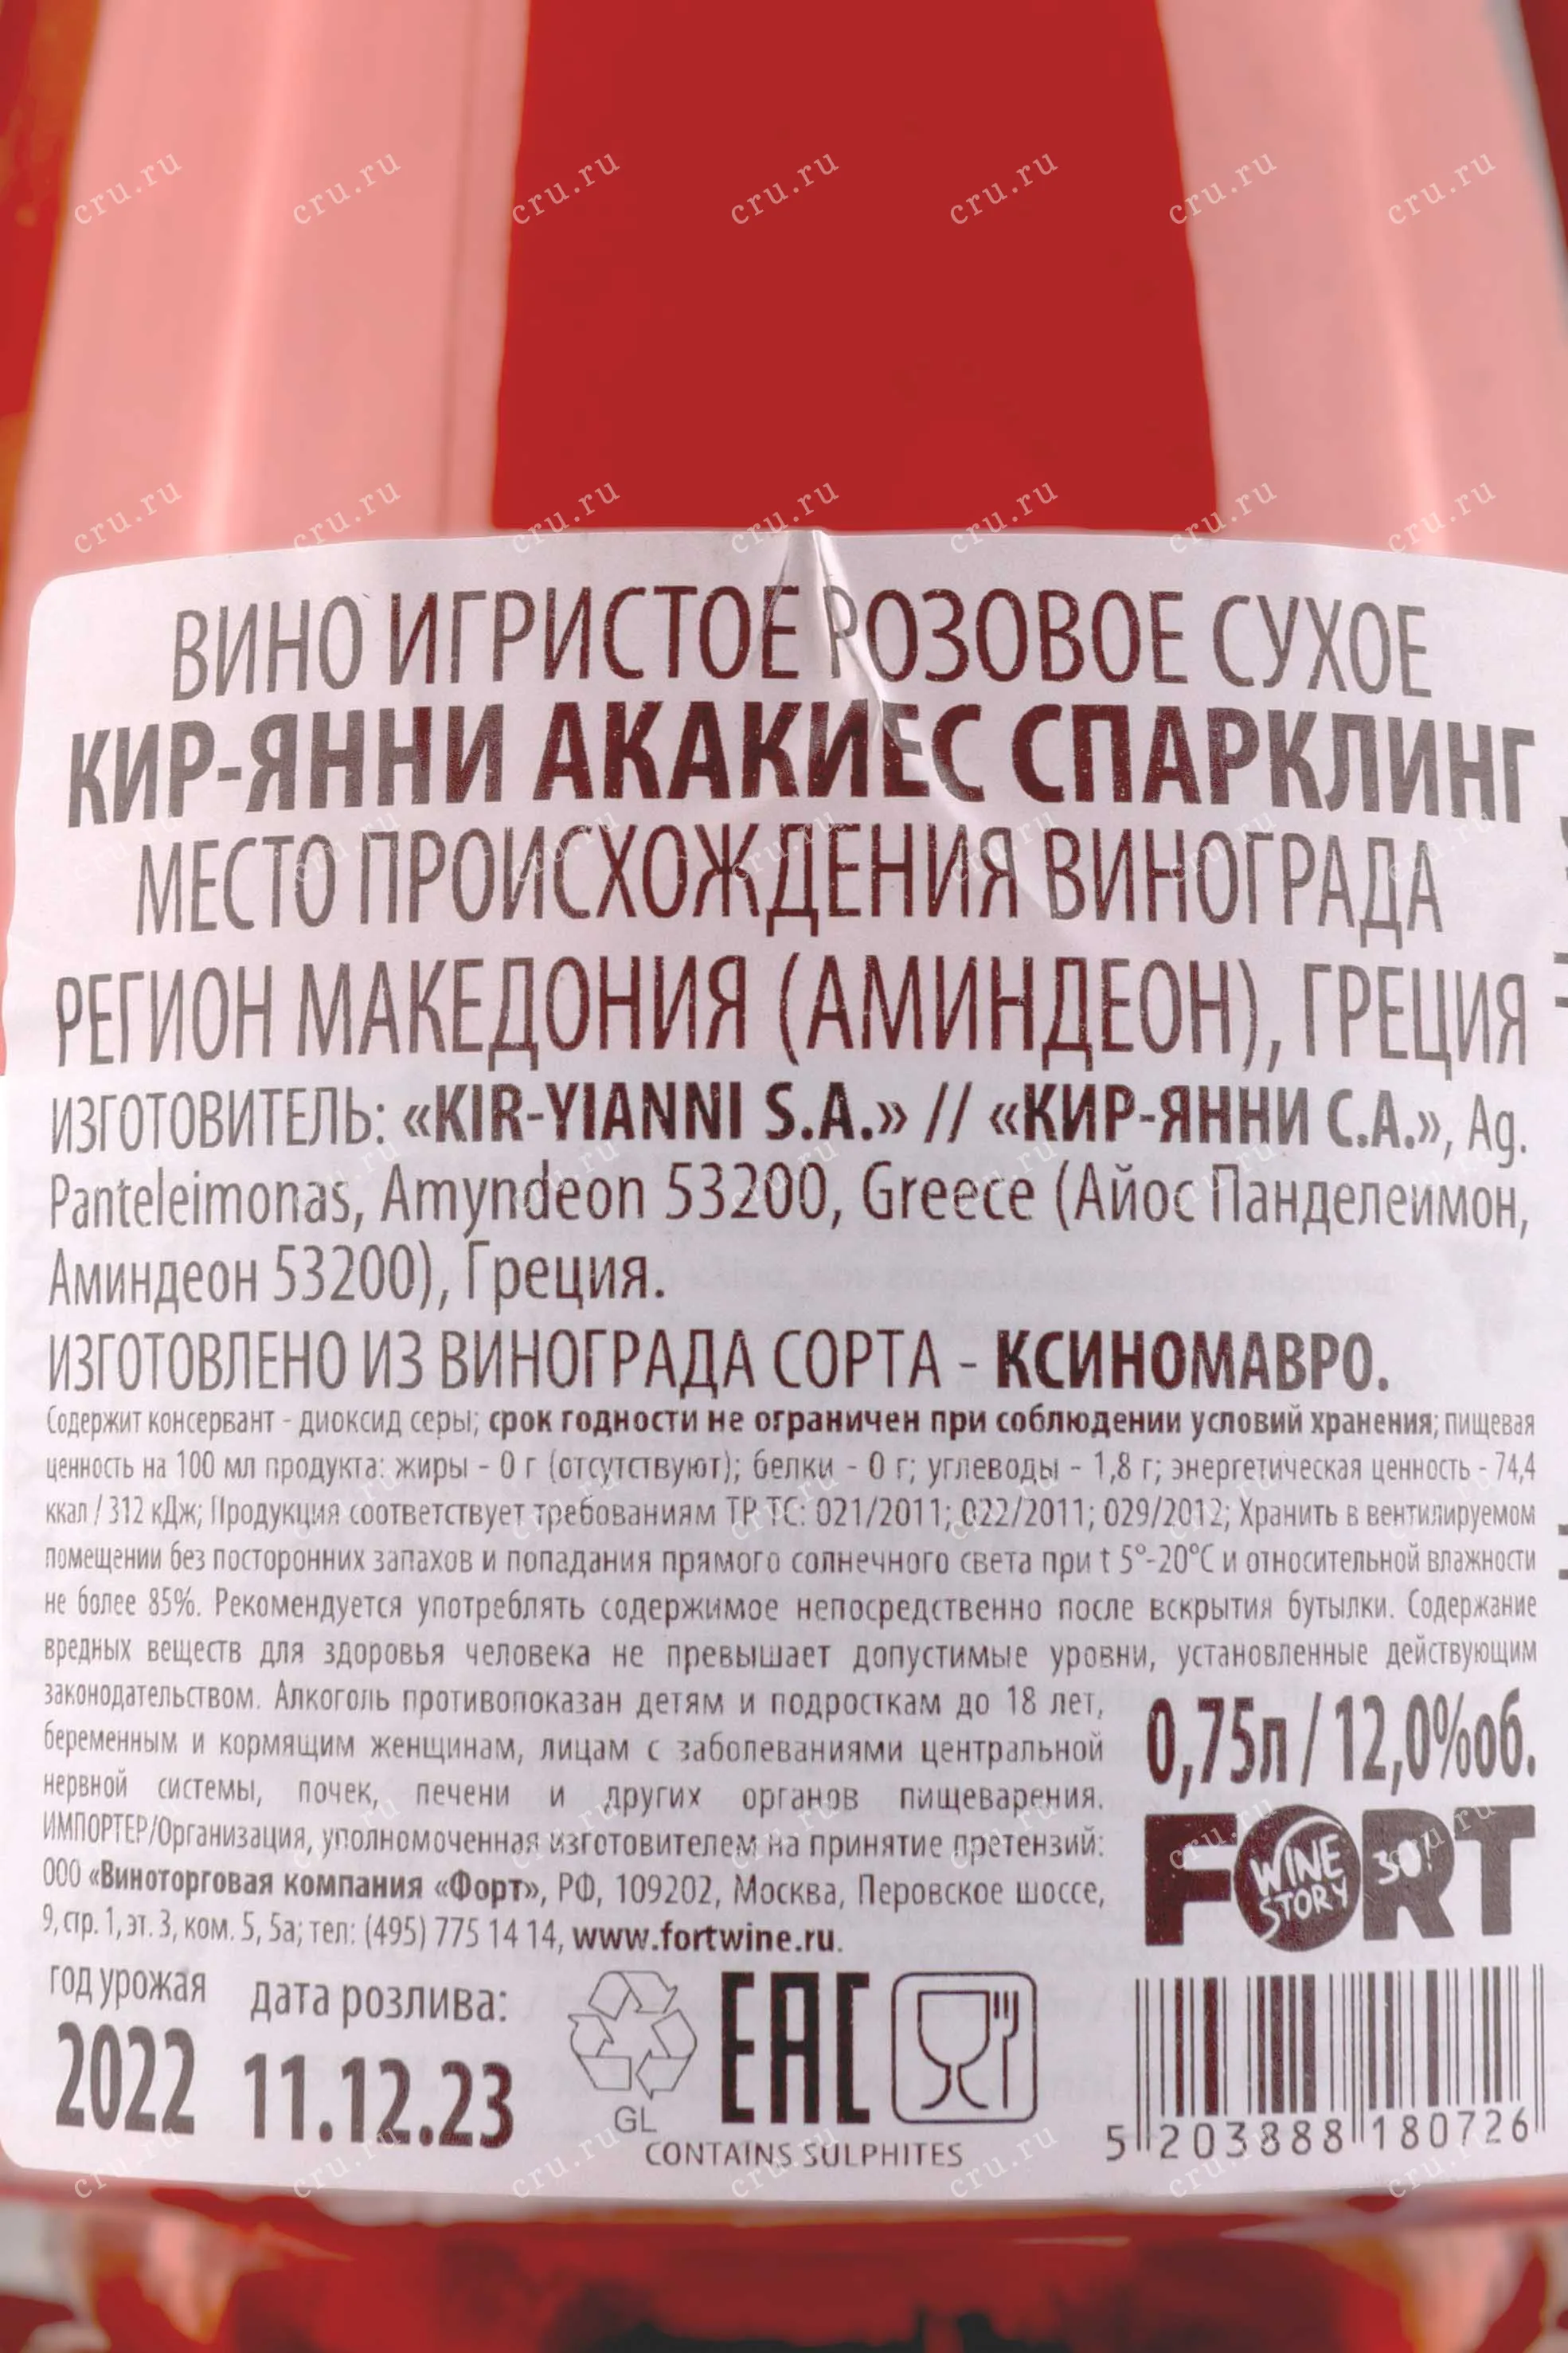 ВИНО ИГРИСТОЕ РОЗОВОЕ СУХОЕ
КИР-ЯННИ АКАКИЕС СПАРКЛИНГ
МЕСТО ПРОИСХОЖДЕНИЯ ВИНОГРАДА
РЕГИОН МАКЕДОНИЯ (АМИНДЕОН), ГРЕЦИЯ
ИЗГОТОВИТЕЛЬ: «KIR-YIANNI S.A.» // «КИР-ЯННИ С.А.», Ag.
Panteleimonas, Amyndeon 53200, Greece (Айос Панделеимон,
Аминдеон 53200), Греция.
ИЗГОТОВЛЕНО ИЗ ВИНОГРАДА СОРТА - КСИНОМАВРО.
Содержит консервант - диоксид серы; срок годности не ограничен при соблюдении условий хранения; пищевая
ценность на 100 мл продукта: жиры - 0 г (отсутствуют); белки - 0 г; углеводы - 1,8 г; энергетическая ценность - 74,4
ккал / 312 кДж; Продукция соответствует требованиям ТР ТС: 021/2011; 022/2011; 029/2012; Хранить в вентилируемом
помещении без посторонних запахов и попадания прямого солнечного света при t 5°-20°C и относительной влажности
не более 85%. Рекомендуется употреблять содержимое непосредственно после вскрытия бутылки. Содержание
вредных веществ для здоровья человека не превышает допустимые уровни, установленные действующим
законодательством. Алкоголь противопоказан детям и подросткам до 18 лет,
беременным и кормящим женщинам, лицам с заболеваниями центральной
нервной системы, почек, печени и других органов пищеварения.
ИМПОРТЕР/Организация, уполномоченная изготовителем на принятие претензий:
ООО «Виноторговая компания «Форт», РФ, 109202, Москва, Перовское шоссе,
9, стр. 1, эт. 3, ком. 5, 5а; тел: (495) 775 14 14, www.fortwine.ru.
0,75л / 12,0%об.
FORT
WINE STORY
30!
год урожая
2022
дата розлива:
11.12.23
GL
EAC
CONTAINS SULPHITES
5 203888 180726
cru.ru